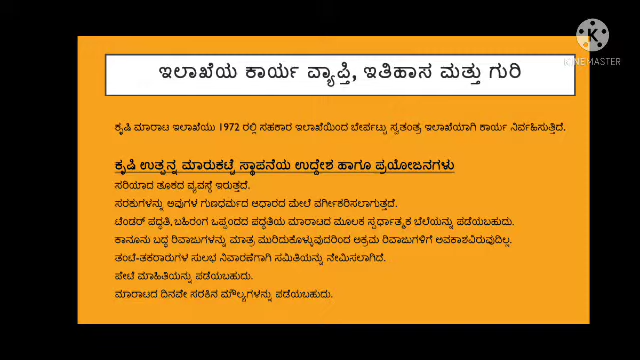 KINEMASTER
ಇಲಾಖೆಯ ಕಾರ್ಯ ವ್ಯಾಪ್ತಿ, ಇತಿಹಾಸ ಮತ್ತು ಗುರಿ
ಕೃಷಿ ಮಾರಾಟ ಇಲಾಖೆಯು 1972 ರಲ್ಲಿ ಸಹಕಾರ ಇಲಾಖೆಯಿಂದ ಬೇರ್ಪಟ್ಟು ಸ್ವತಂತ್ರ ಇಲಾಖೆಯಾಗಿ ಕಾರ್ಯ ನಿರ್ವಹಿಸುತ್ತಿದೆ.
ಕೃಷಿ ಉತ್ಪನ್ನ ಮಾರುಕಟ್ಟೆ ಸ್ಥಾಪನೆಯ ಉದ್ದೇಶ ಹಾಗೂ ಪ್ರಯೋಜನಗಳು
ಸರಿಯಾದ ತೂಕದ ವ್ಯವಸ್ಥೆ ಇರುತ್ತದೆ.
ಸರಕುಗಳನ್ನು ಅವುಗಳ ಗುಣಧರ್ಮದ ಆಧಾರದ ಮೇಲೆ ವರ್ಗೀಕರಿಸಲಾಗುತ್ತದೆ.
ಟೆಂಡರ್ ಪದ್ಧತಿ, ಬಹಿರಂಗ ಒಪ್ಪಂದದ ಪದ್ಧತಿಯ ಮಾರಾಟದ ಮೂಲಕ ಸ್ಪರ್ಧಾತ್ಮಕ ಬೆಲೆಯನ್ನು ಪಡೆಯಬಹುದು.
ಕಾನೂನು ಬದ್ಧ ರಿವಾಜುಗಳನ್ನು ಮಾತ್ರ ಮುರಿದುಕೊಳ್ಳುವುದರಿಂದ ಅಕ್ರಮ ರಿವಾಜುಗಳಿಗೆ ಅವಕಾಶವಿರುವುದಿಲ್ಲ.
ತಂಟೆ-ತಕರಾರುಗಳ ಸುಲಭ ನಿವಾರಣೆಗಾಗಿ ಸಮಿತಿಯನ್ನು ನೇಮಿಸಲಾಗಿದೆ.
ಪೇಟೆ ಮಾಹಿತಿಯನ್ನು ಪಡೆಯಬಹುದು.
ಮಾರಾಟದ ದಿನವೇ ಸರಕಿನ ಮೌಲ್ಯಗಳನ್ನು ಪಡೆಯಬಹುದು.